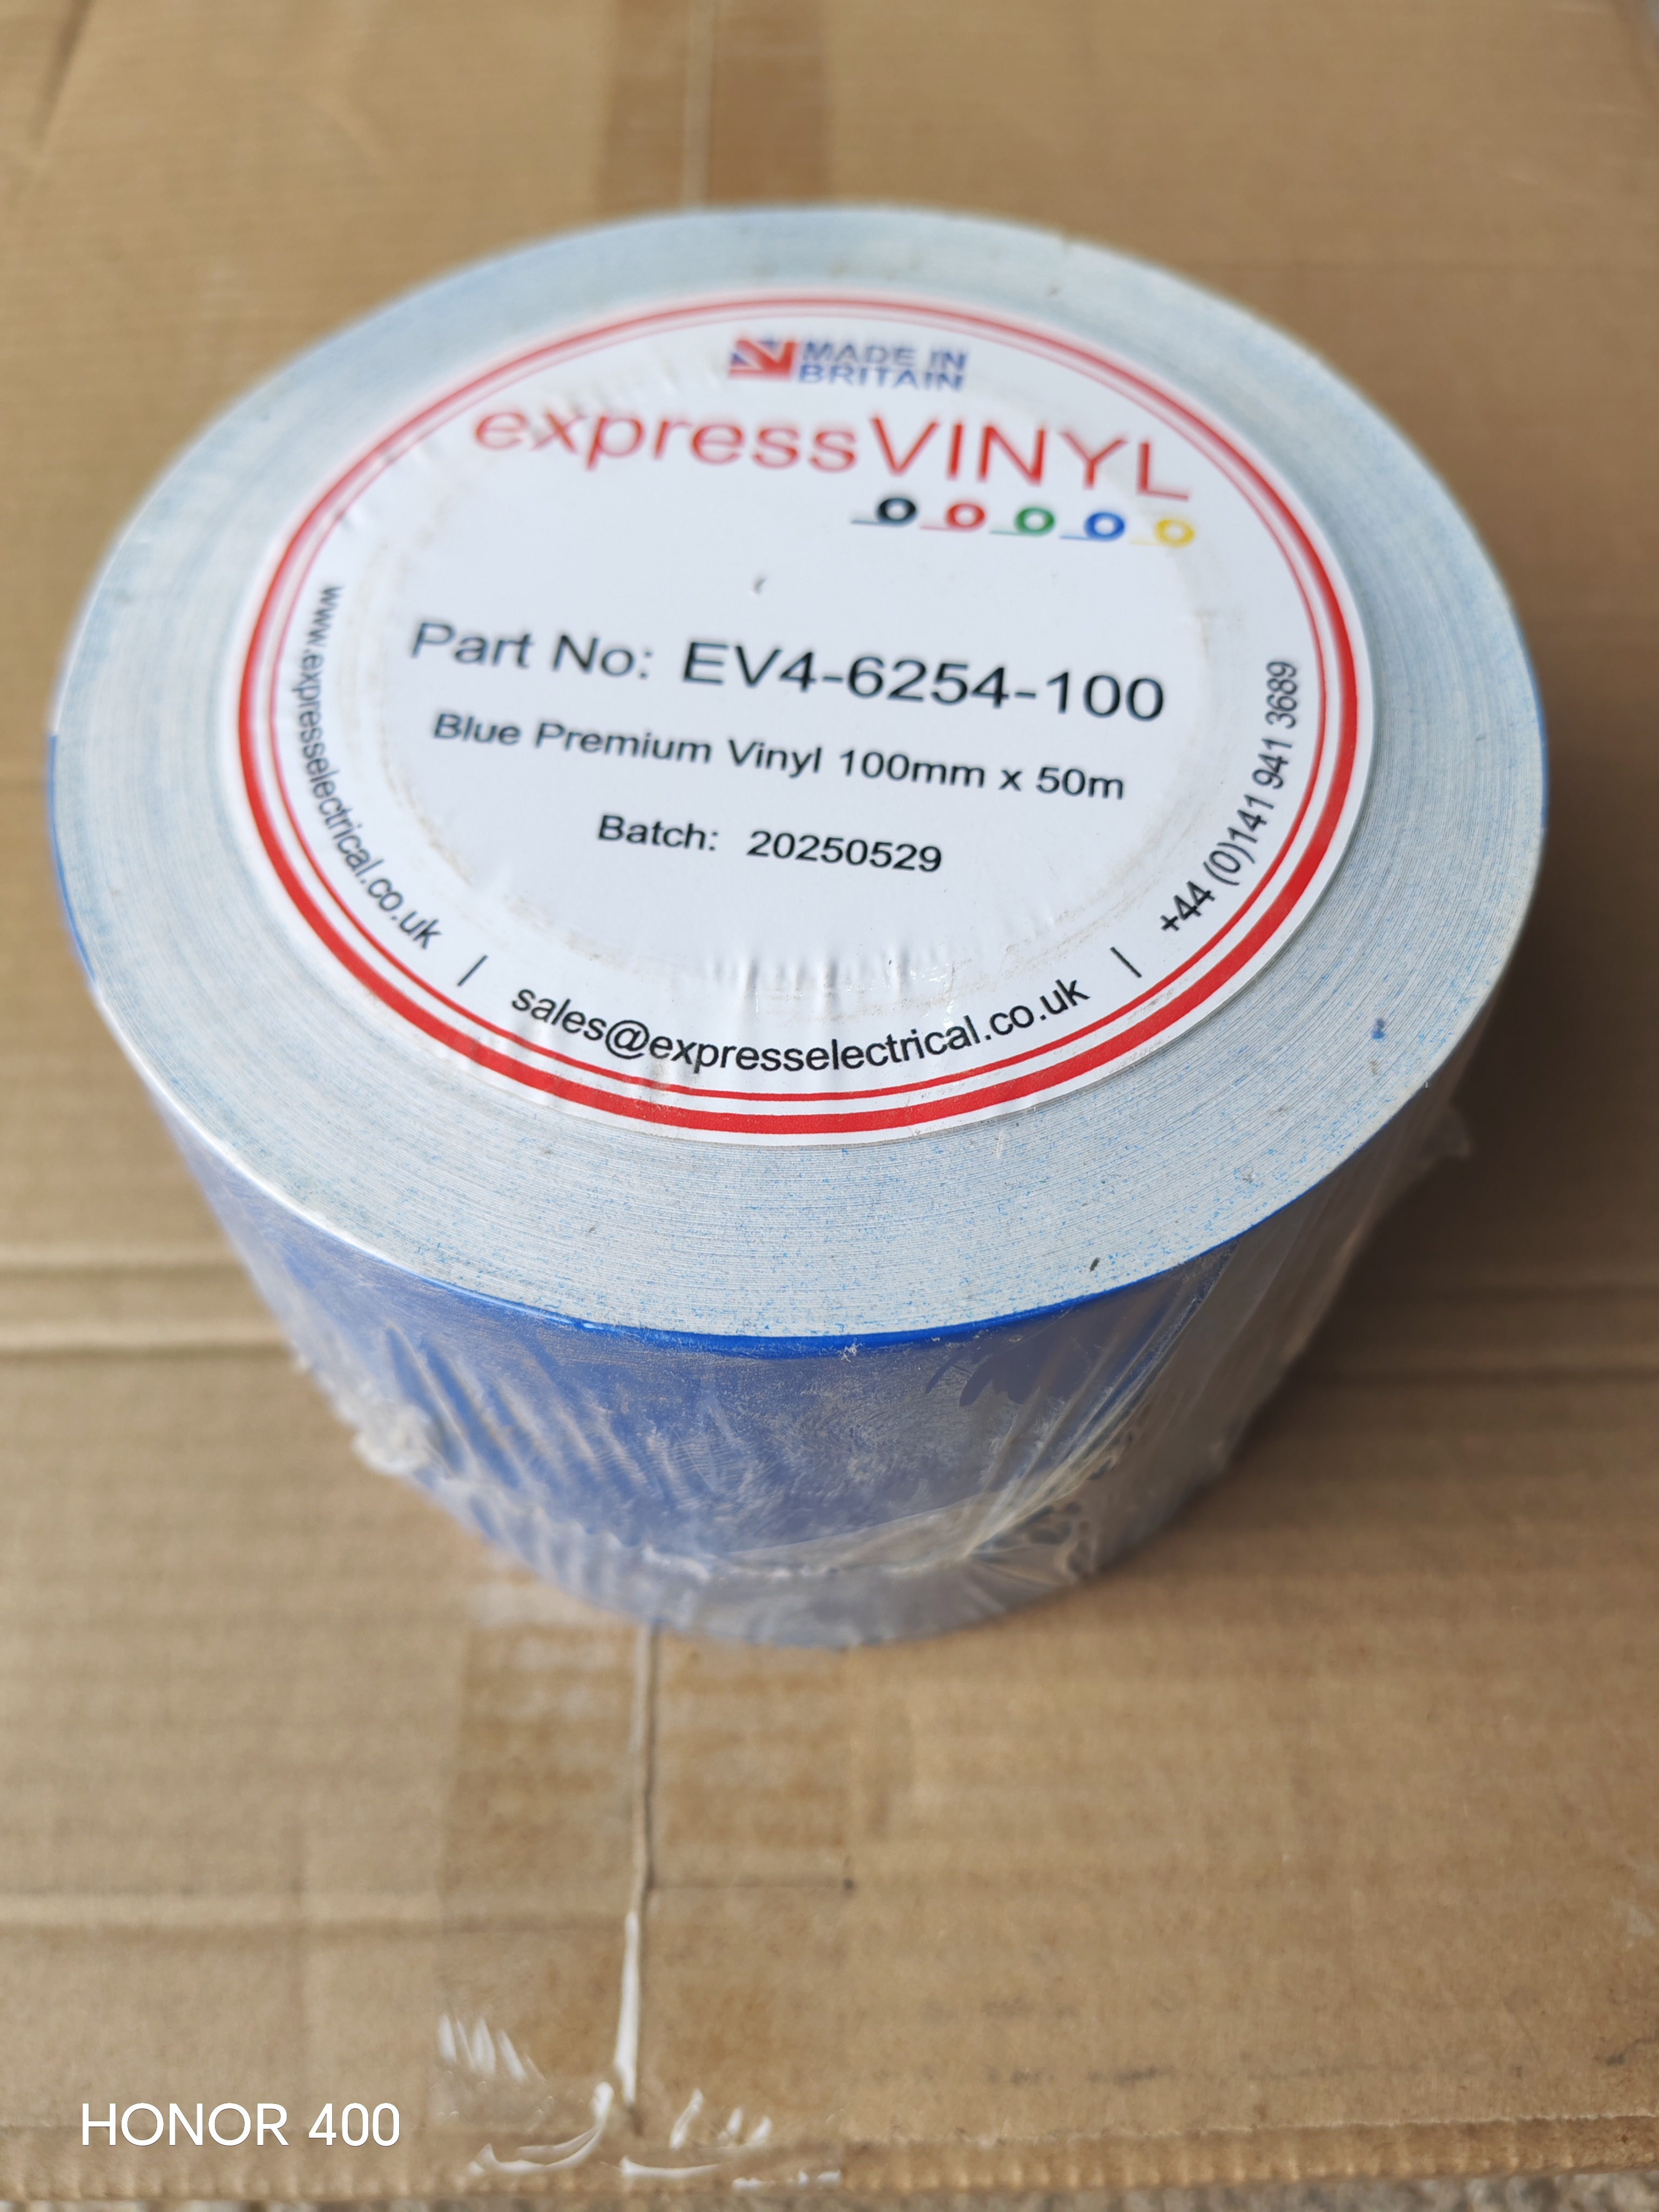 MADE IN
BRITAIN
expressVINYL
Part No: EV4-6254-100
Blue Premium Vinyl 100mm x 50m
Batch: 20250529
www.expresselectrical.co.uk | sales@expresselectrical.co.uk | +44 (0)141 941 3689
HONOR 400